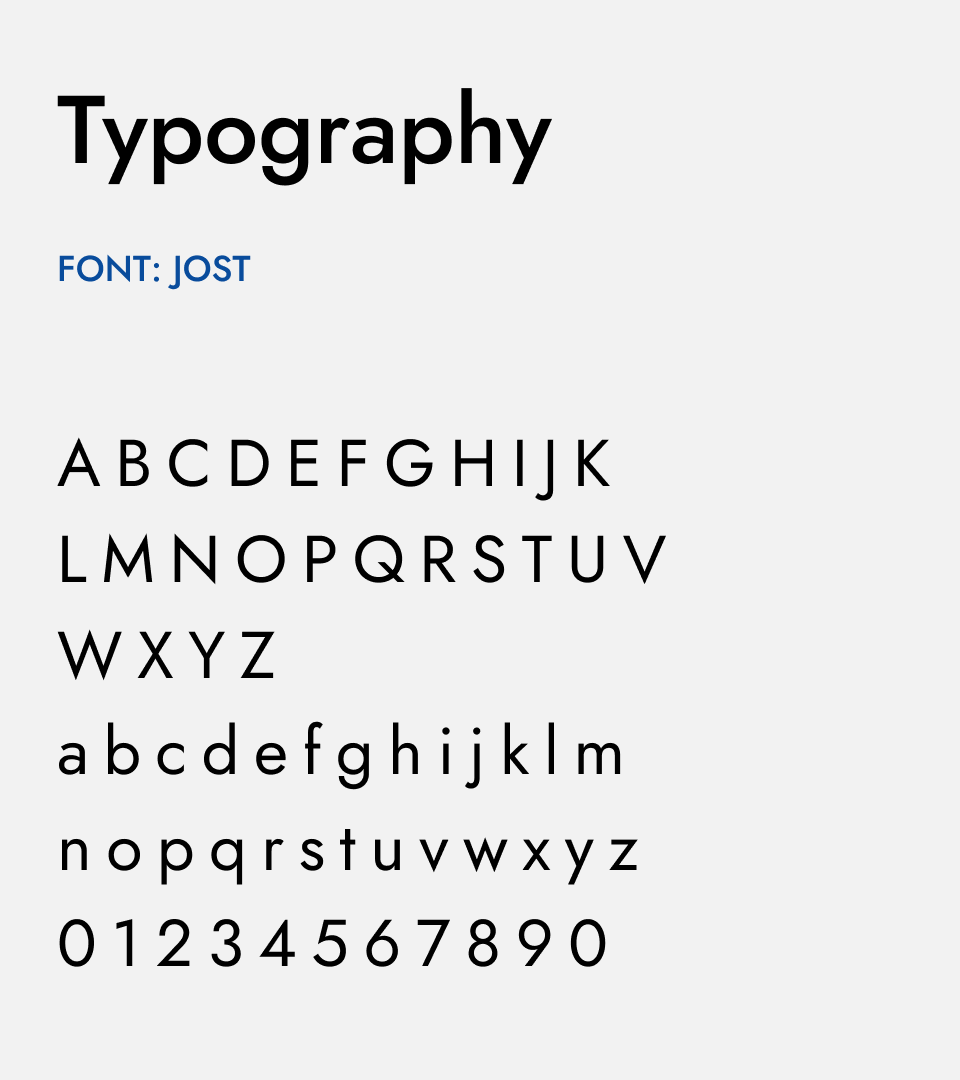 Typography
FONT: JOST
A B C D E F G H I J K
L M N O P Q R S T U V
W X Y Z
a b c d e f g h i j k l m
n o p q r s t u v w x y z
0 1 2 3 4 5 6 7 8 9 0